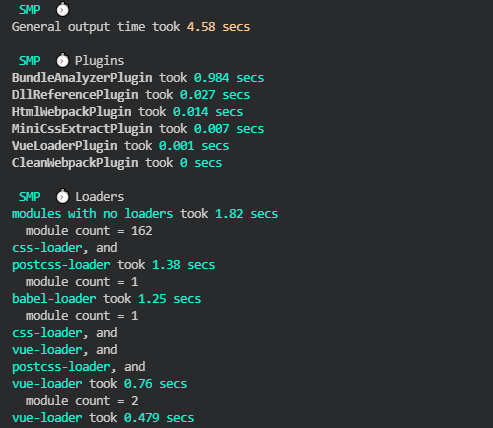 SMP ⏱
General output time took 4.58 secs
SMP ⏱ Plugins
BundleAnalyzerPlugin took 0.984 secs
DllReferencePlugin took 0.027 secs
HtmlWebpackPlugin took 0.014 secs
MiniCssExtractPlugin took 0.007 secs
VueLoaderPlugin took 0.001 secs
CleanWebpackPlugin took 0 secs
SMP ⏱ Loaders
modules with no loaders took 1.82 secs
module count = 162
css-loader, and
postcss-loader took 1.38 secs
module count = 1
babel-loader took 1.25 secs
module count = 1
css-loader, and
vue-loader, and
postcss-loader, and
vue-loader took 0.76 secs
module count = 2
vue-loader took 0.479 secs